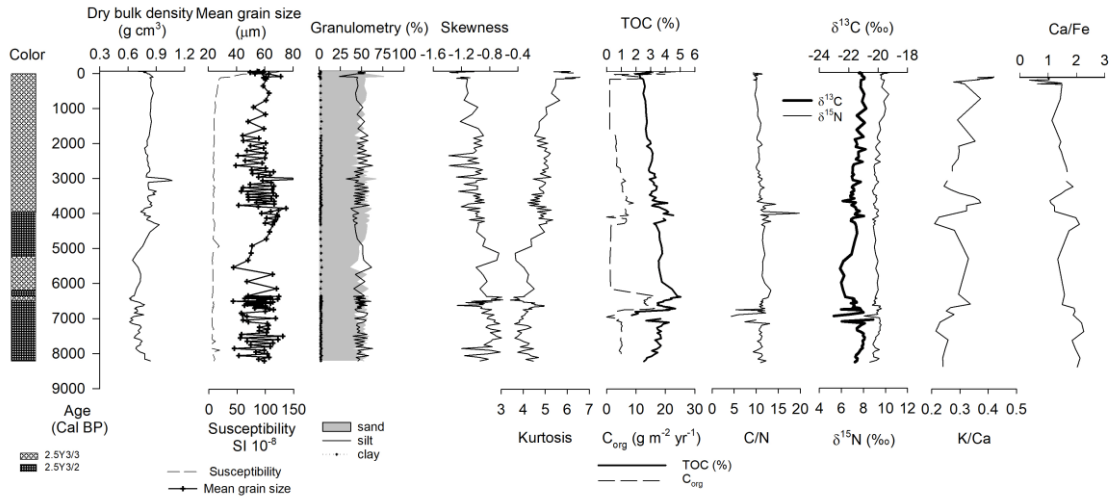 Dry bulk density
(g cm³)
0.3 0.6 0.9 1.2
Mean grain size
(μm)
20 40 60 80
Granulometry (%)
0 25 50 75 100
Skewness
-1.6 -1.2 -0.8 -0.4
TOC (%)
0 1 2 3 4 5 6
δ¹³C (‰)
-24 -22 -20 -18
Ca/Fe
0 1 2 3
Color
0
1000
2000
3000
4000
5000
6000
7000
8000
9000
Age
(Cal BP)
δ¹³C
δ¹⁵N
0 50 100 150
Susceptibility
SI 10⁻⁸
sand
silt
clay
3 4 5 6 7
Kurtosis
0 10 20 30
C_org (g m⁻² yr⁻¹)
0 5 10 15 20
C/N
4 6 8 10 12
δ¹⁵N (‰)
0.2 0.3 0.4 0.5
K/Ca
2.5Y3/3
2.5Y3/2
Susceptibility
Mean grain size
TOC (%)
C_org